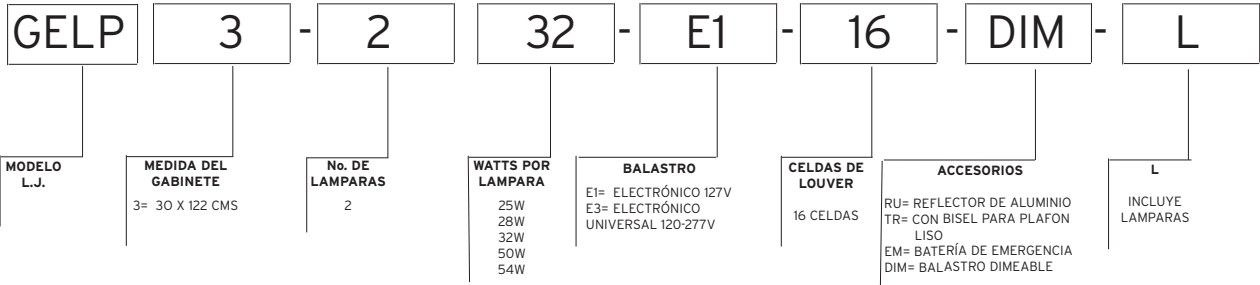 GELP 3 - 2 32 - E1 - 16 - DIM - L
MODELO
L.J.
MEDIDA DEL
GABINETE
3= 30 X 122 CMS
No. DE
LAMPARAS
2
WATTS POR
LAMPARA
25W
28W
32W
50W
54W
BALASTRO
E1= ELECTRÓNICO 127V
E3= ELECTRÓNICO
UNIVERSAL 120-277V
CELDAS DE
LOUVER
16 CELDAS
ACCESORIOS
RU= REFLECTOR DE ALUMINIO
TR= CON BISEL PARA PLAFON
LISO
EM= BATERÍA DE EMERGENCIA
DIM= BALASTRO DIMEABLE
L
INCLUYE
LAMPARAS